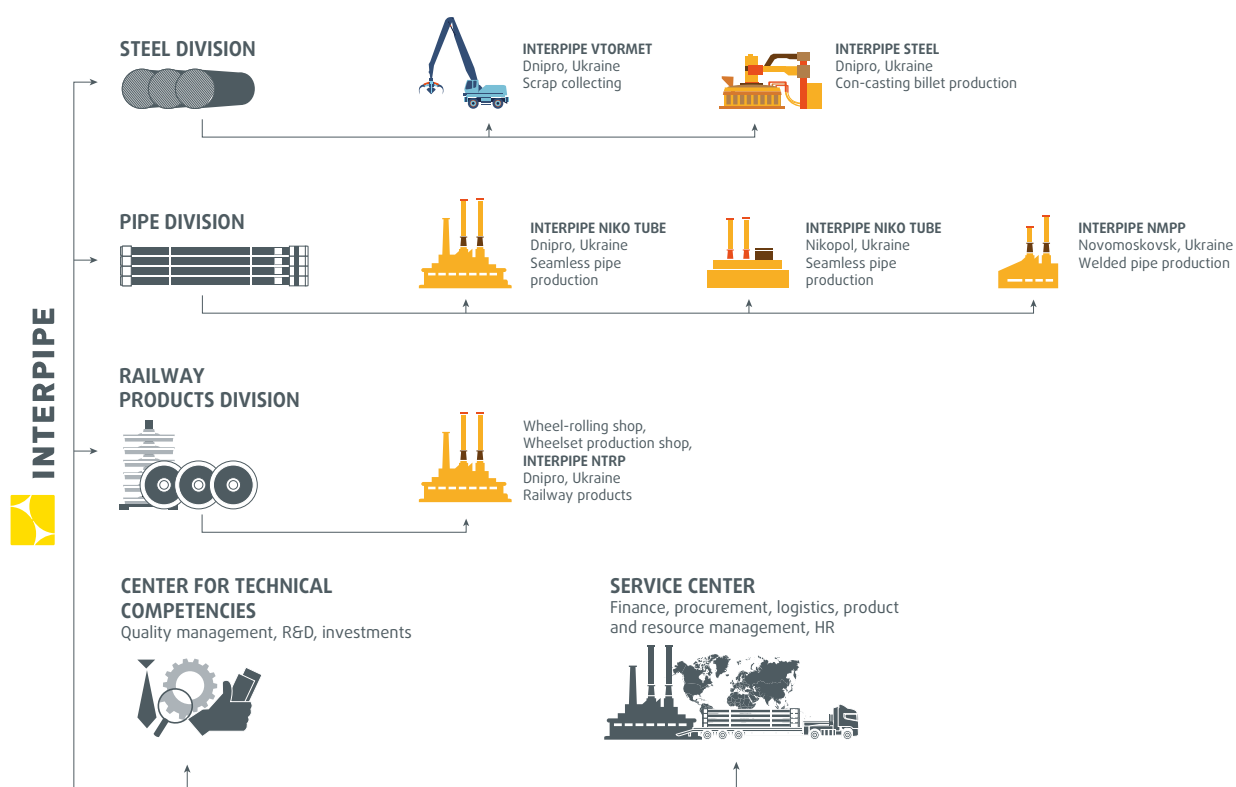 INTERPIPE
STEEL DIVISION
INTERPIPE VTORMET
Dnipro, Ukraine
Scrap collecting
INTERPIPE STEEL
Dnipro, Ukraine
Con-casting billet production
PIPE DIVISION
INTERPIPE NIKO TUBE
Dnipro, Ukraine
Seamless pipe
production
INTERPIPE NIKO TUBE
Nikopol, Ukraine
Seamless pipe
production
INTERPIPE NMPP
Novomoskovsk, Ukraine
Welded pipe production
RAILWAY
PRODUCTS DIVISION
Wheel-rolling shop,
Wheelset production shop,
INTERPIPE NTRP
Dnipro, Ukraine
Railway products
CENTER FOR TECHNICAL
COMPETENCIES
Quality management, R&D, investments
SERVICE CENTER
Finance, procurement, logistics, product
and resource management, HR